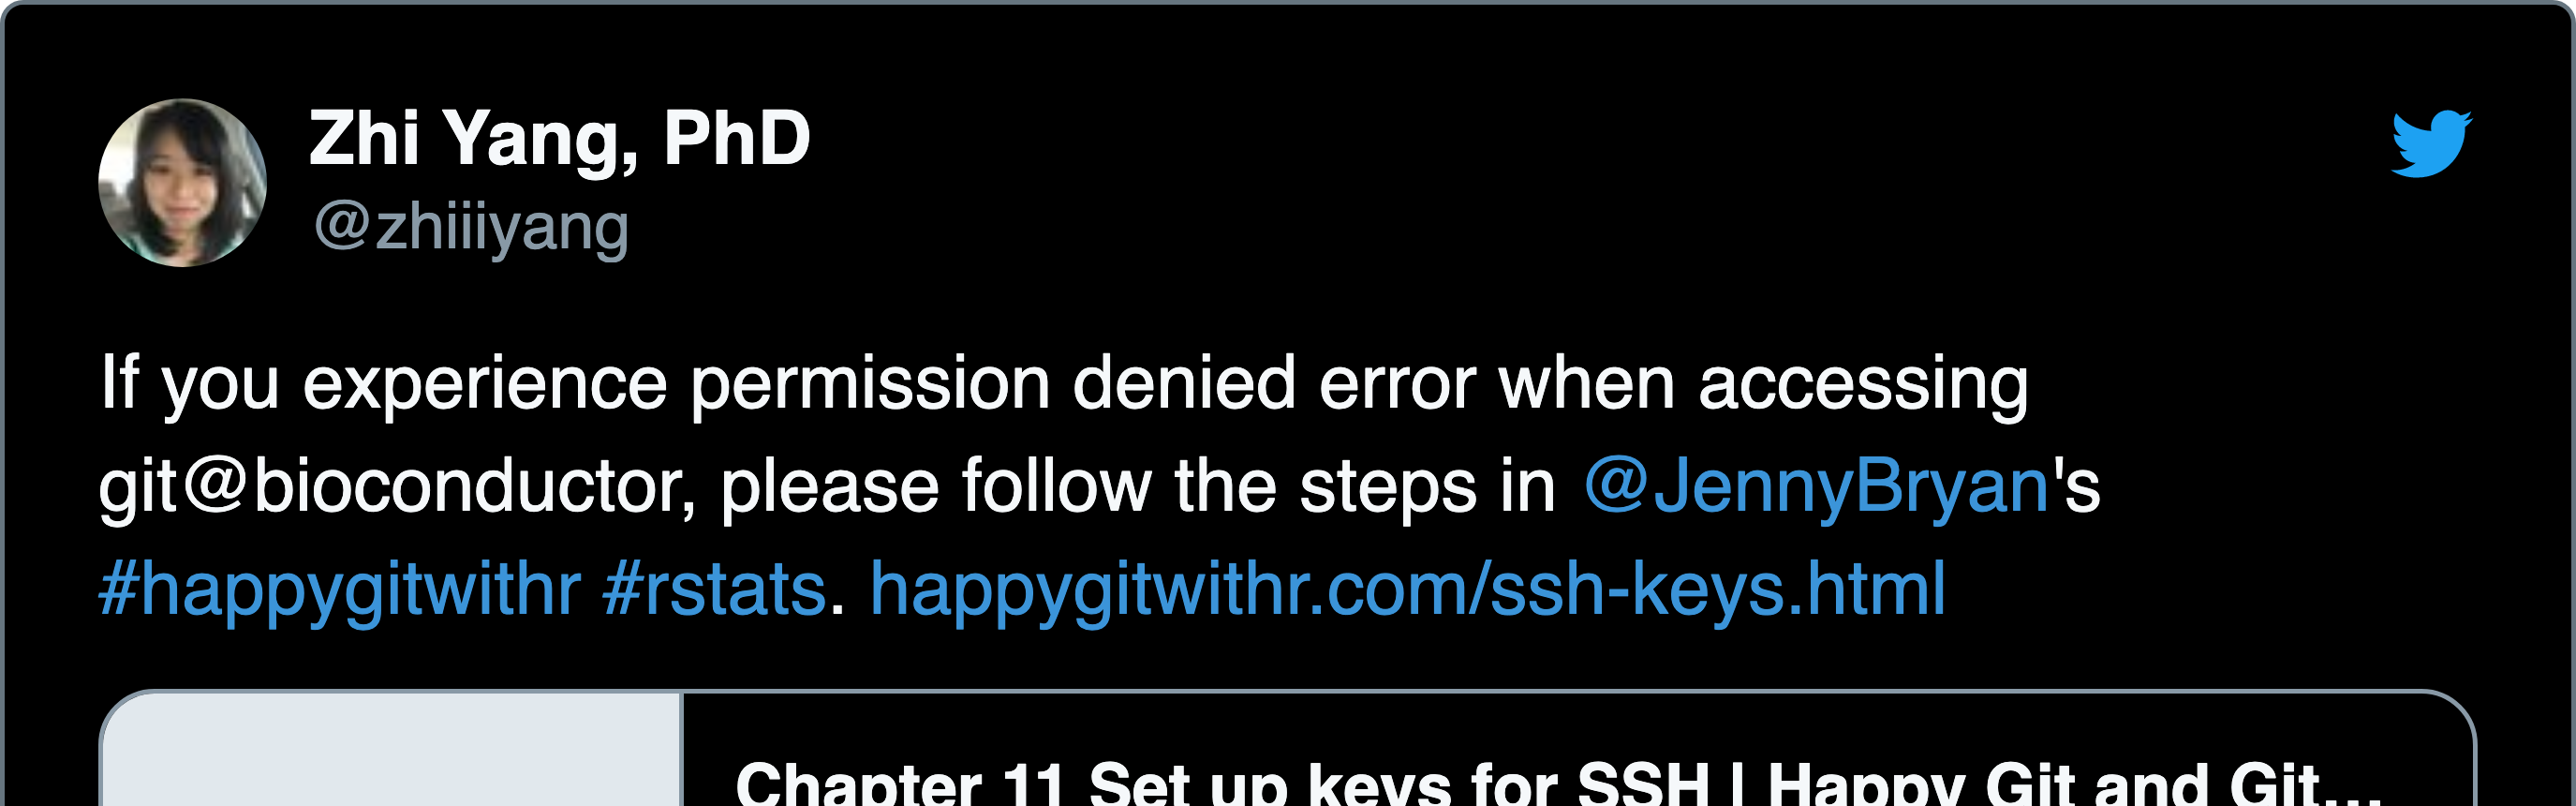 Zhi Yang, PhD
@zhiiiyang
If you experience permission denied error when accessing
git@bioconductor, please follow the steps in @JennyBryan's
#happygitwithr #rstats. happygitwithr.com/ssh-keys.html
Chapter 11 Set up keys for SSH | Happy Git and Git...